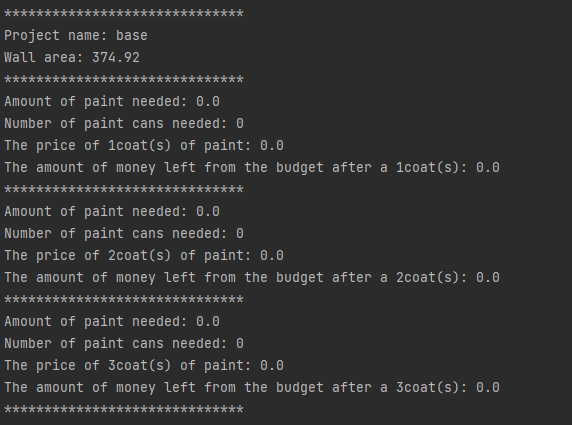 ******************************
Project name: base
Wall area: 374.92
******************************
Amount of paint needed: 0.0
Number of paint cans needed: 0
The price of 1coat(s) of paint: 0.0
The amount of money left from the budget after a 1coat(s): 0.0
******************************
Amount of paint needed: 0.0
Number of paint cans needed: 0
The price of 2coat(s) of paint: 0.0
The amount of money left from the budget after a 2coat(s): 0.0
******************************
Amount of paint needed: 0.0
Number of paint cans needed: 0
The price of 3coat(s) of paint: 0.0
The amount of money left from the budget after a 3coat(s): 0.0
******************************